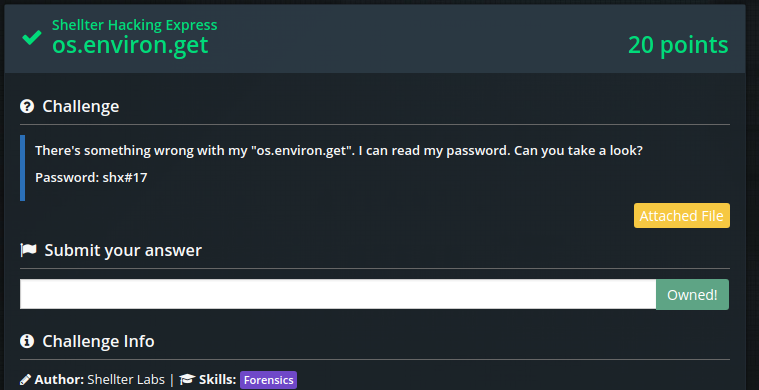 Shellter Hacking Express
os.environ.get
20 points
Challenge
There's something wrong with my "os.environ.get". I can read my password. Can you take a look?
Password: shx#17
Attached File
Submit your answer
Owned!
Challenge Info
Author: Shellter Labs | Skills: Forensics